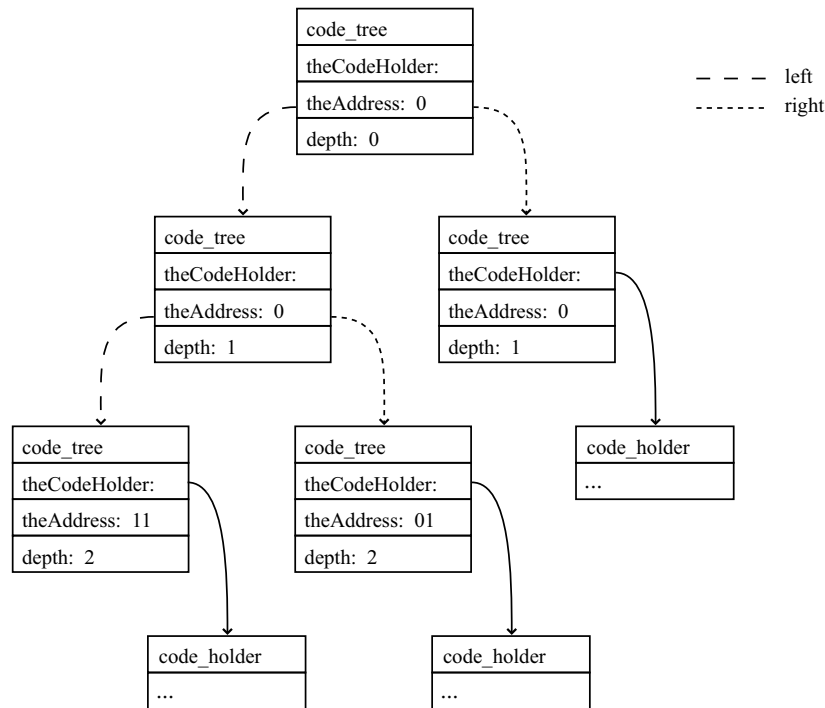 code_tree
theCodeHolder:
theAddress: 0
depth: 0
left
right
code_tree
theCodeHolder:
theAddress: 0
depth: 1
code_tree
theCodeHolder:
theAddress: 0
depth: 1
code_tree
theCodeHolder:
theAddress: 11
depth: 2
code_tree
theCodeHolder:
theAddress: 01
depth: 2
code_holder
...
code_holder
...
code_holder
...